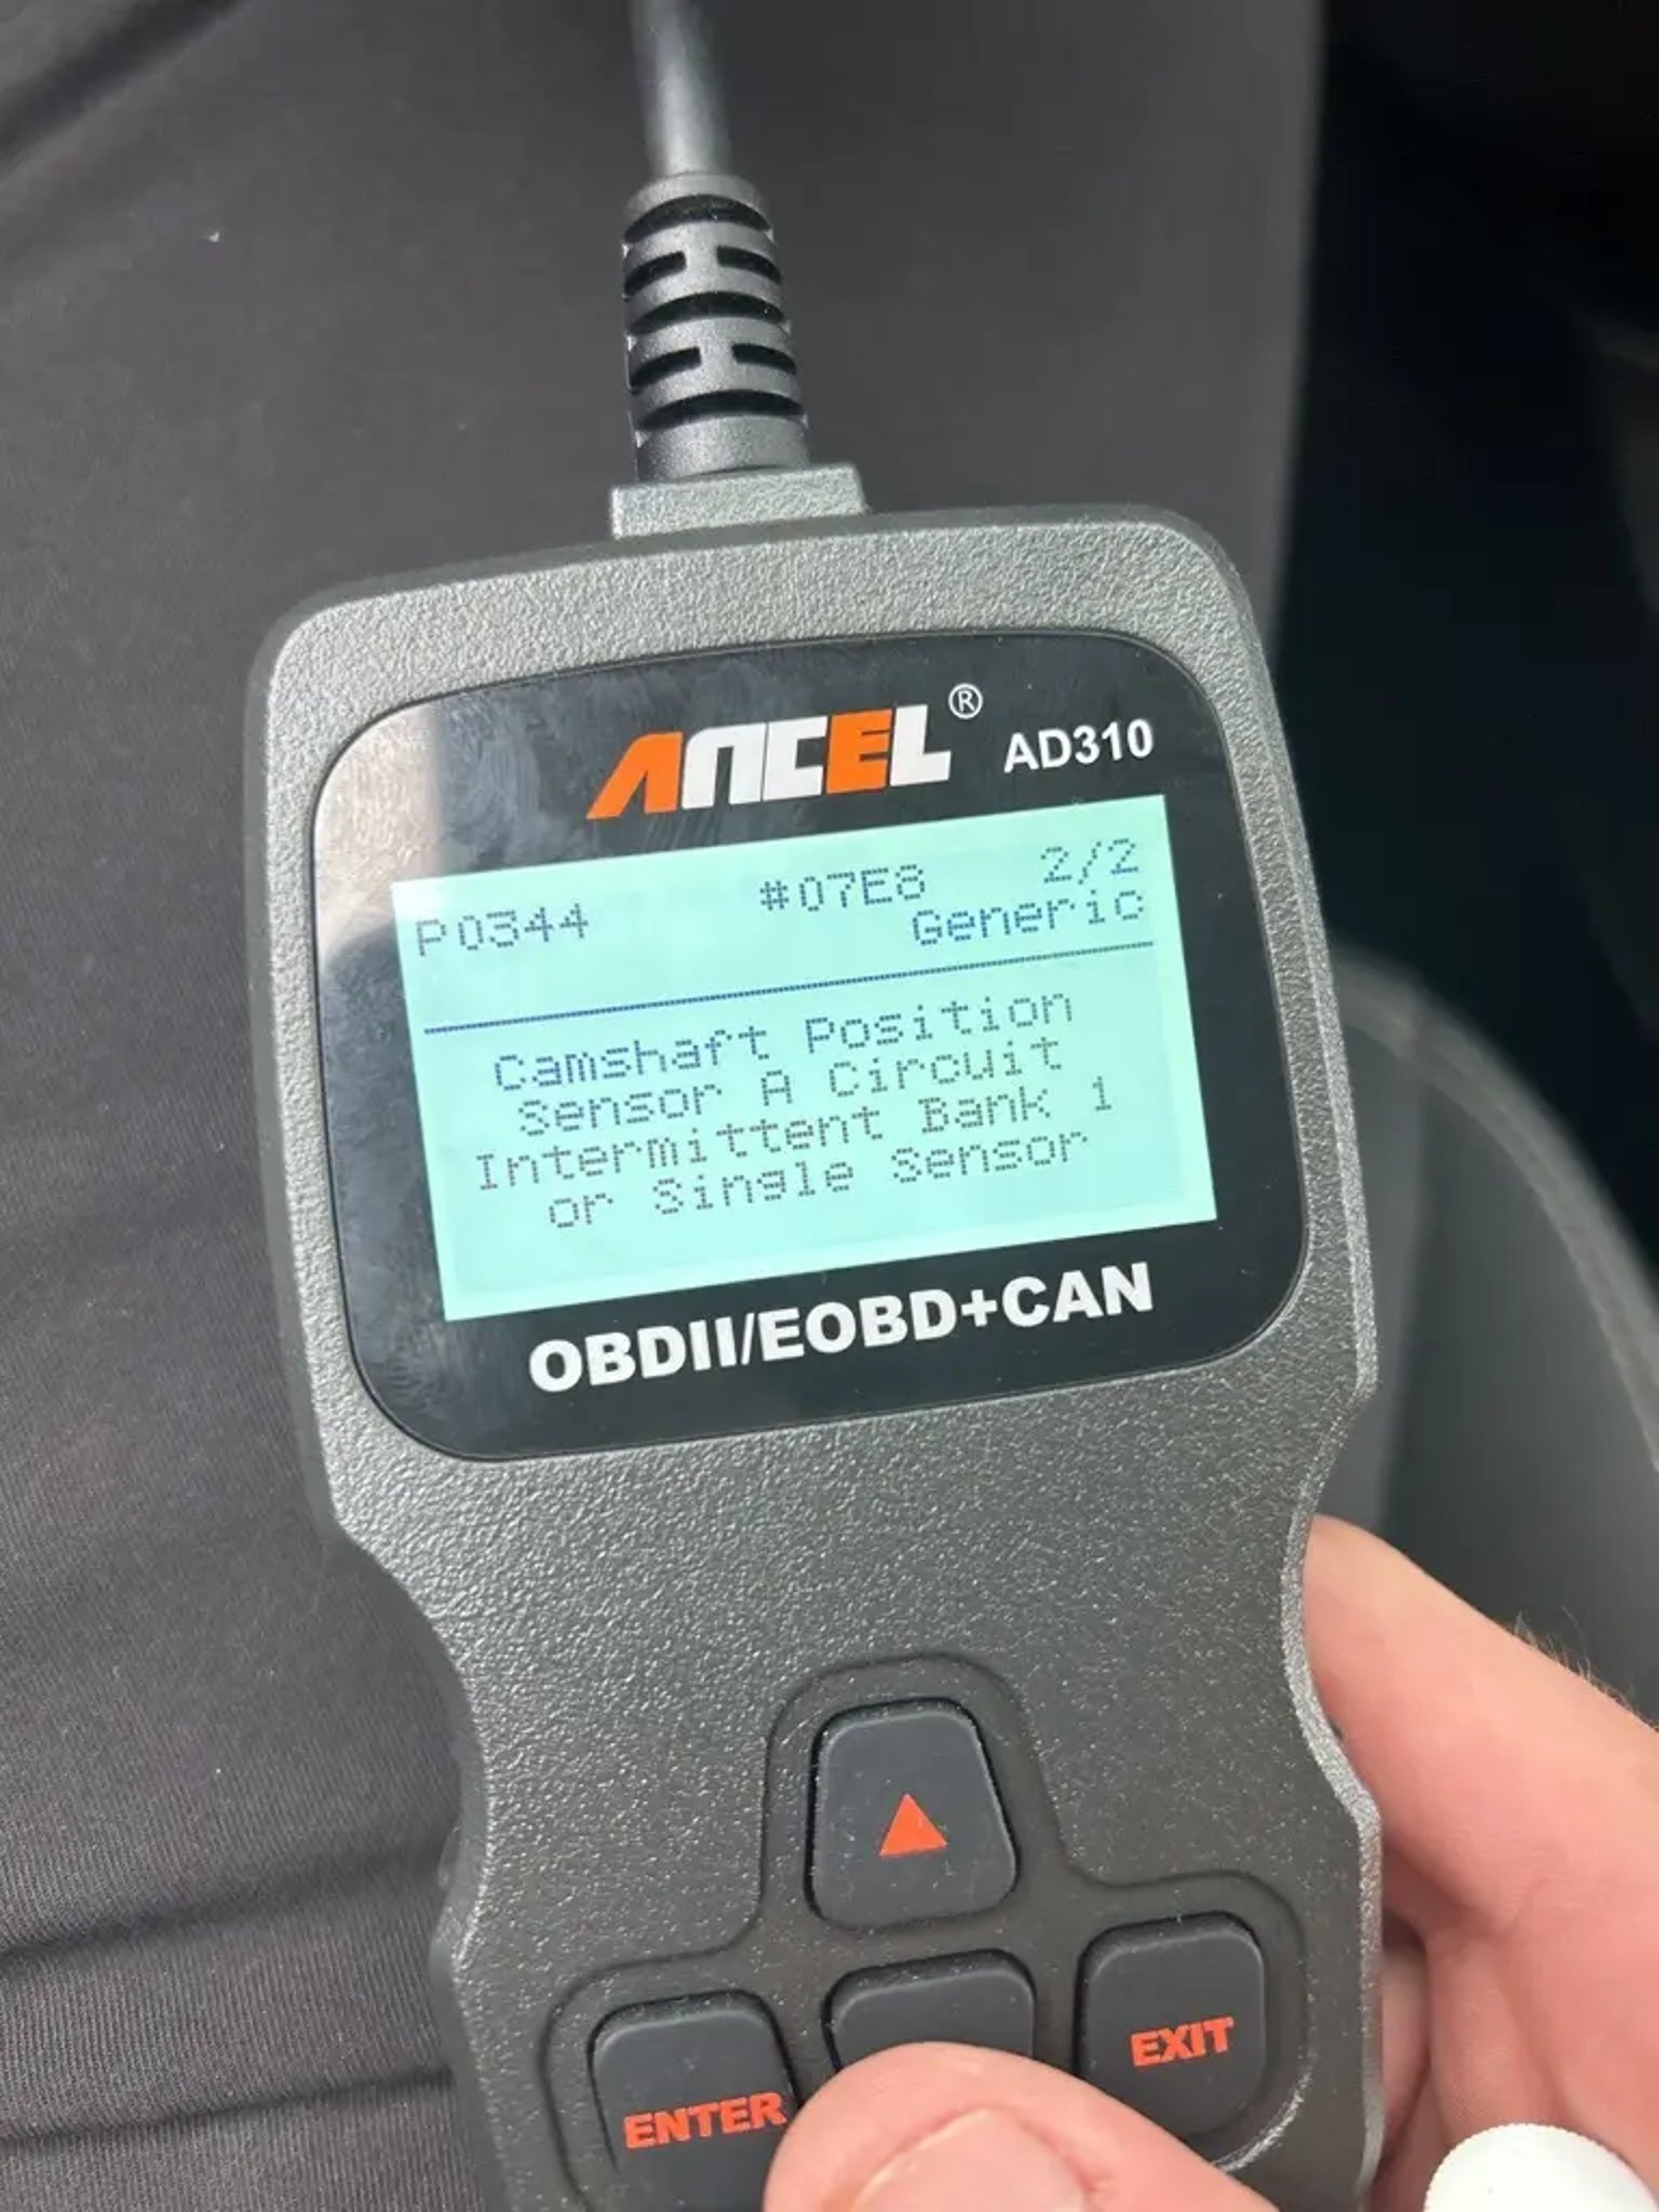 ANCEL® AD310
P0344 #07E8 2/2
Generic
Camshaft Position
Sensor A Circuit
Intermittent Bank 1
or Single Sensor
OBDII/EOBD+CAN
ENTER
EXIT